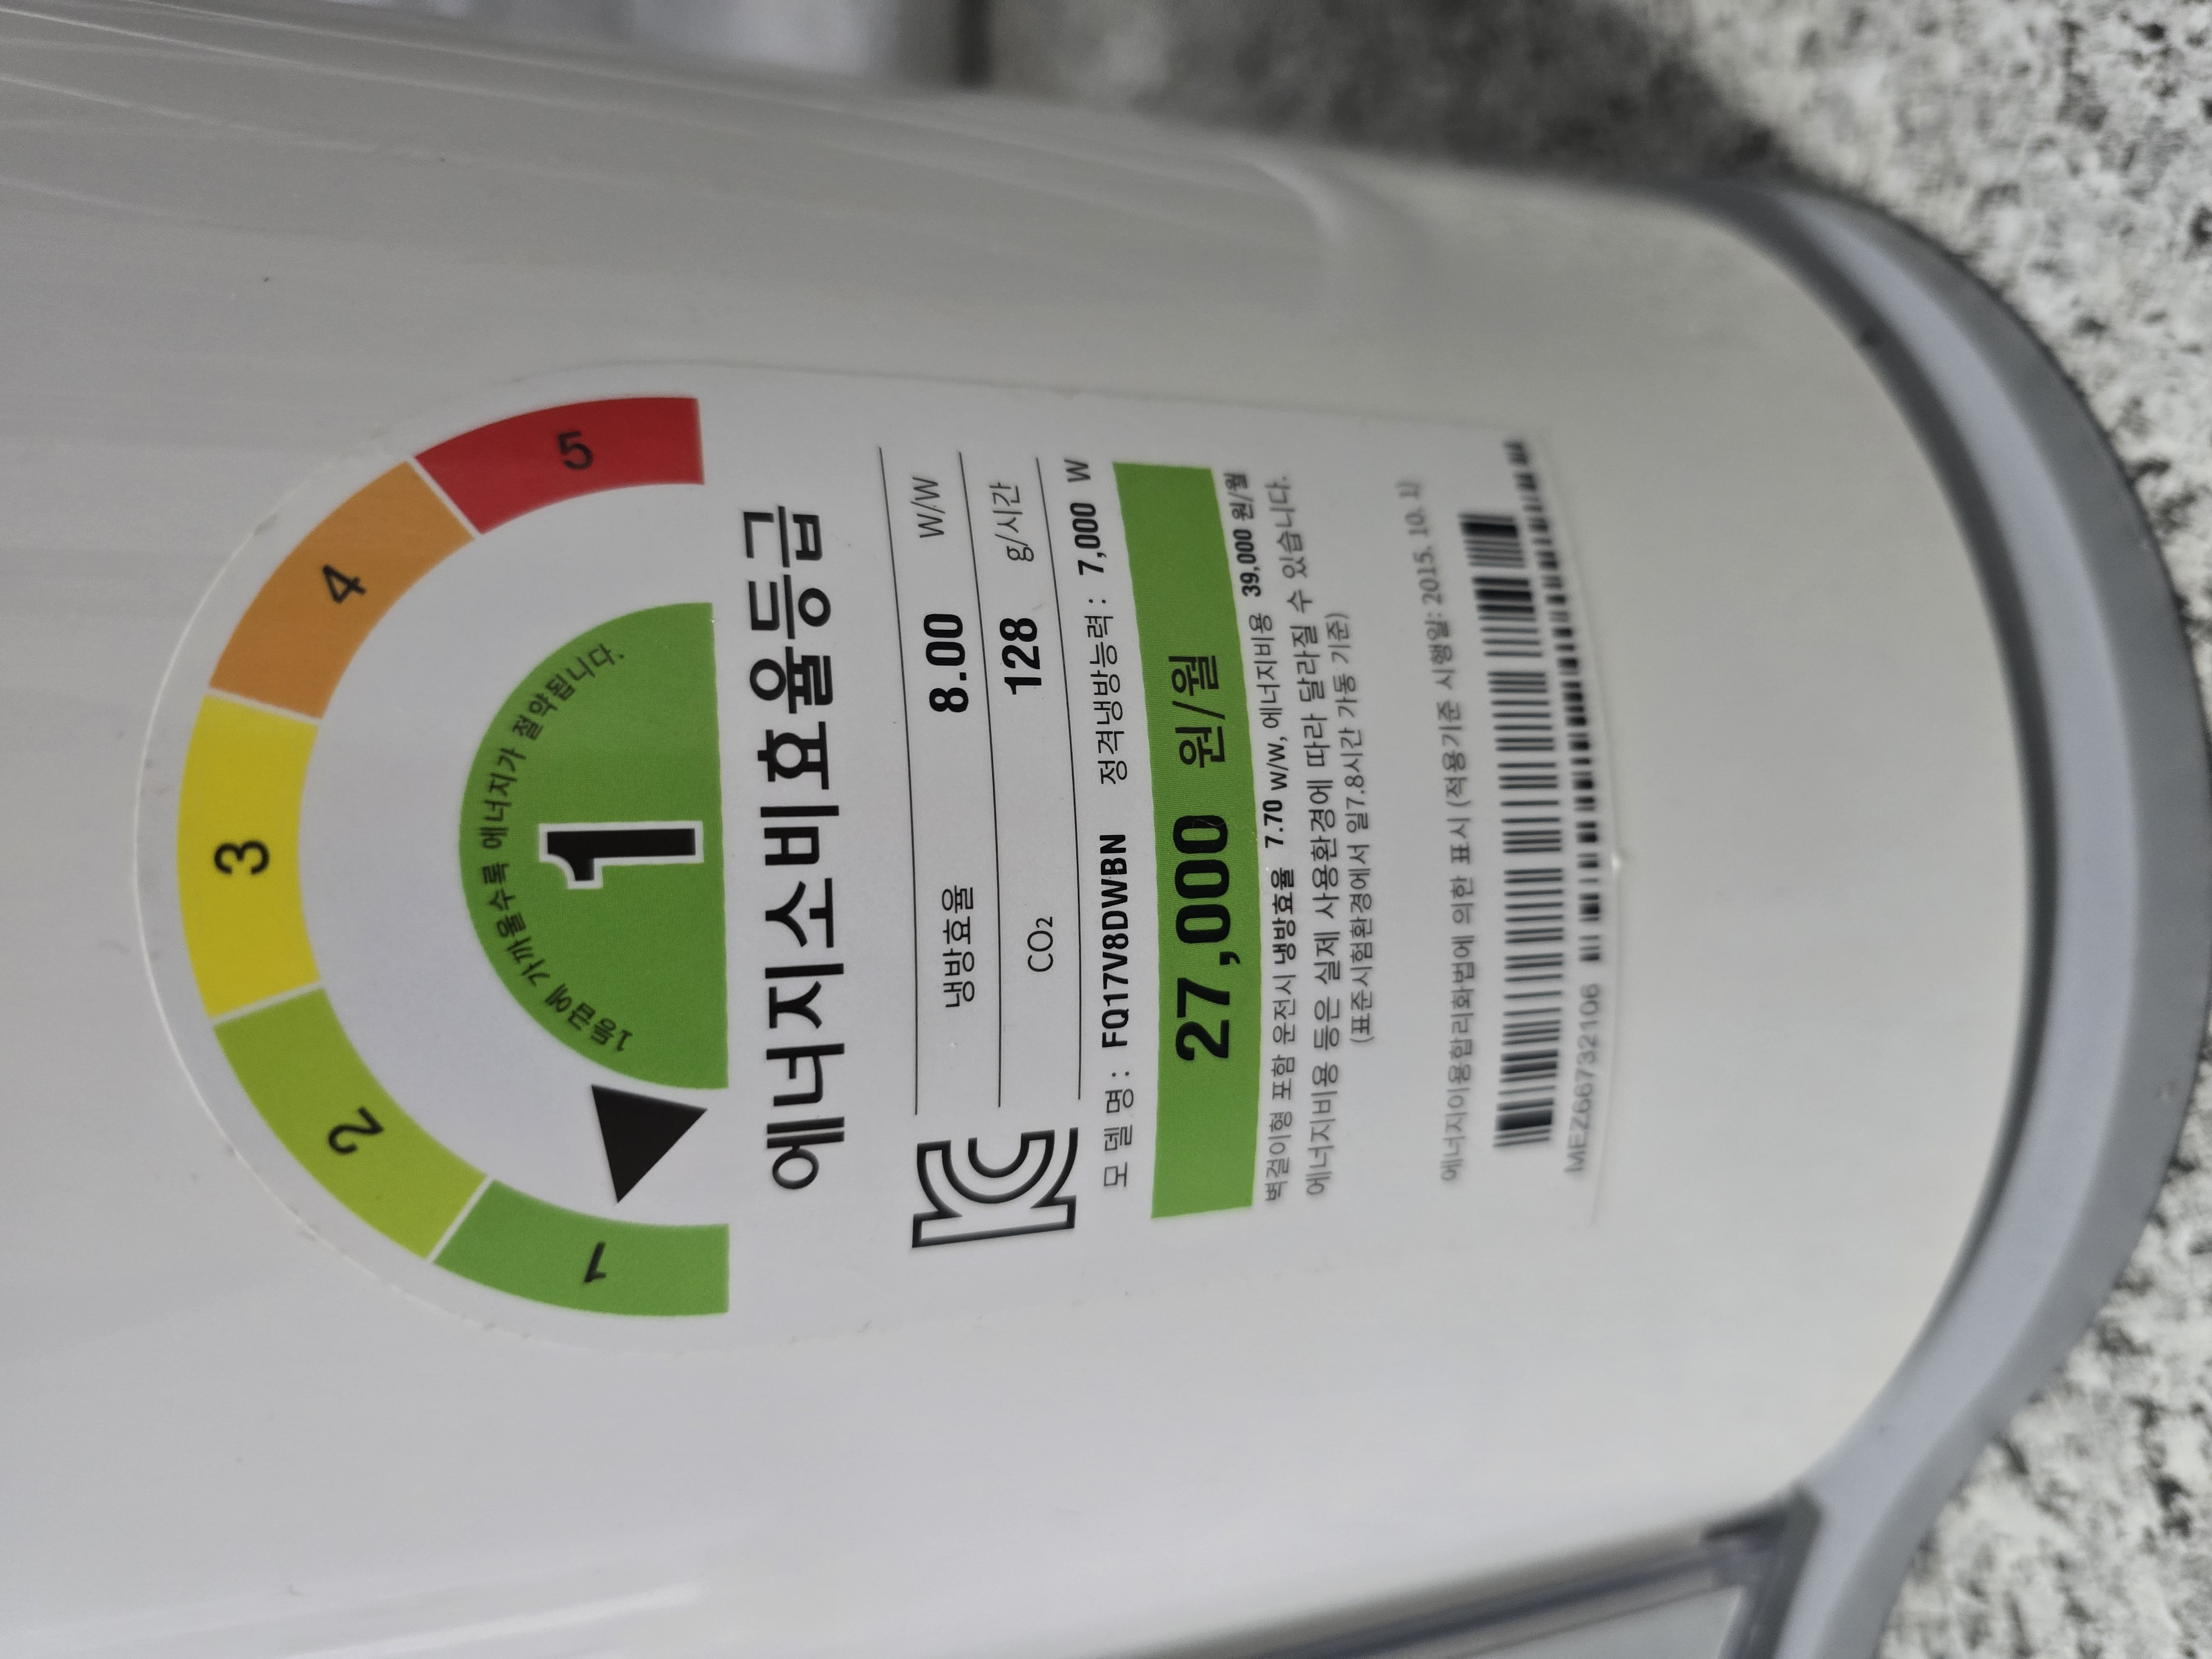 1 2 3 4 5
1등급에 가까울수록 에너지가 절약됩니다.
1
에너지소비효율등급
냉방효율 8.00 W/W
CO₂ 128 g/시간
모 델 명 : FQ17V8DWBN 정격냉방능력 : 7,000 W
27,000 원/월
벽걸이형 포함 운전시 냉방효율 7.70 w/w, 에너지비용 39,000 원/월
에너지비용 등은 실제 사용환경에 따라 달라질 수 있습니다.
(표준시험환경에서 일7.8시간 가동 기준)
에너지이용합리화법에 의한 표시 (적용기준 시행일: 2015. 10. 1)
MEZ66732106